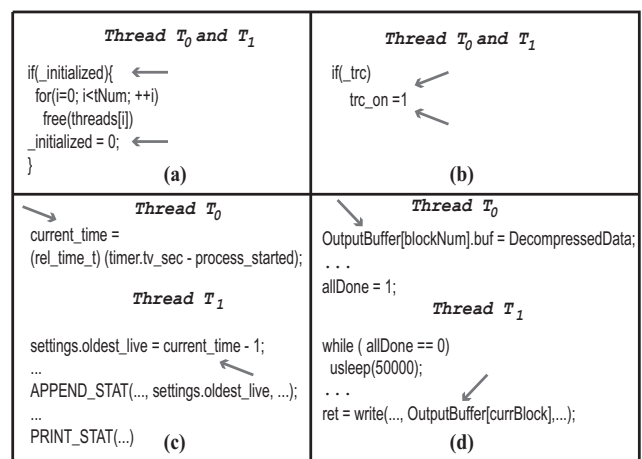 Thread T0 and T1
if(_initialized){
for(i=0; i<tNum; ++i)
free(threads[i])
_initialized = 0;
}
(a)
Thread T0 and T1
if(_trc)
trc_on =1
(b)
Thread T0
current_time =
(rel_time_t) (timer.tv_sec - process_started);
Thread T1
settings.oldest_live = current_time - 1;
...
APPEND_STAT(..., settings.oldest_live, ...);
...
PRINT_STAT(...)
(c)
Thread T0
OutputBuffer[blockNum].buf = DecompressedData;
. . .
allDone = 1;
Thread T1
while ( allDone == 0)
usleep(50000);
. . .
ret = write(..., OutputBuffer[currBlock],...);
(d)